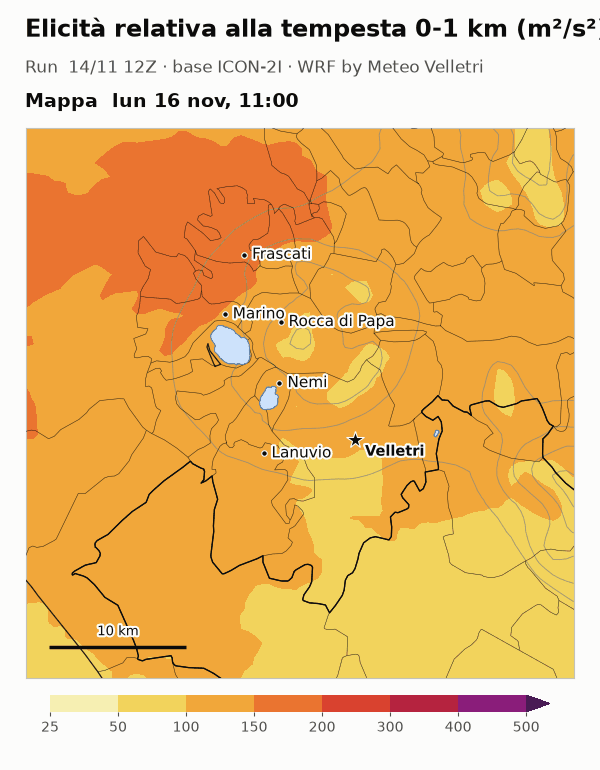 Elicità relativa alla tempesta 0-1 km (m²/s²)
Run 14/11 12Z · base ICON-2I · WRF by Meteo Velletri
Mappa lun 16 nov, 11:00
Frascati
Marino
Rocca di Papa
Nemi
Velletri
Lanuvio
10 km
25 50 100 150 200 300 400 500